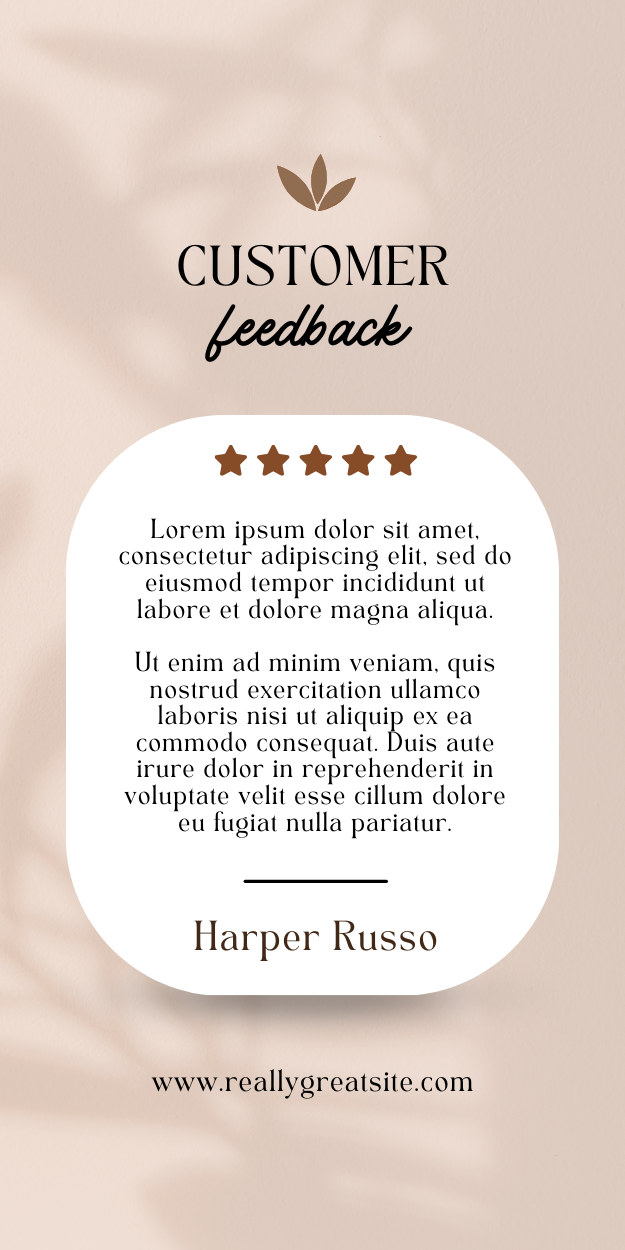 CUSTOMER
feedback
Lorem ipsum dolor sit amet,
consectetur adipiscing elit, sed do
eiusmod tempor incididunt ut
labore et dolore magna aliqua.
Ut enim ad minim veniam, quis
nostrud exercitation ullamco
laboris nisi ut aliquip ex ea
commodo consequat. Duis aute
irure dolor in reprehenderit in
voluptate velit esse cillum dolore
eu fugiat nulla pariatur.
Harper Russo
www.reallygreatsite.com